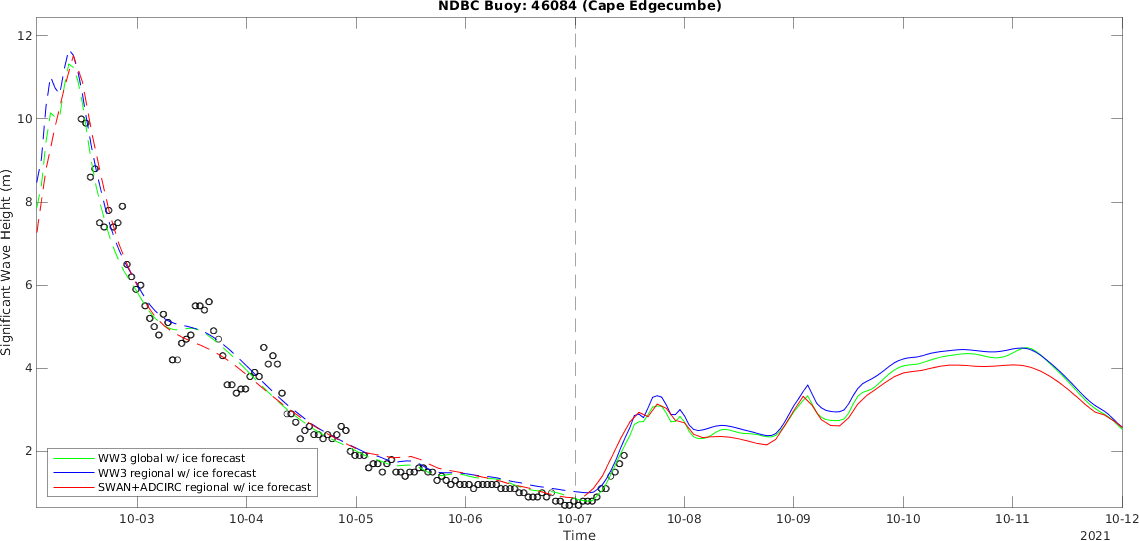 NDBC Buoy: 46084 (Cape Edgecumbe)
12
10
8
6
4
2
Significant Wave Height (m)
WW3 global w/ ice forecast
WW3 regional w/ ice forecast
SWAN+ADCIRC regional w/ ice forecast
10-03
10-04
10-05
10-06
10-07
10-08
10-09
10-10
10-11
10-12
Time
2021